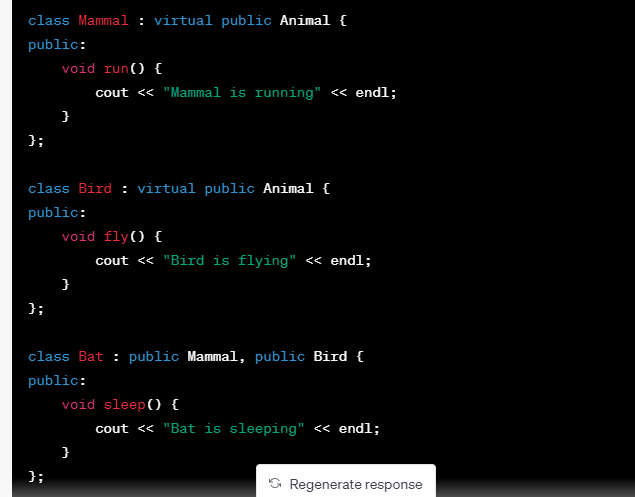 class Mammal : virtual public Animal {
public:
    void run() {
        cout << "Mammal is running" << endl;
    }
};

class Bird : virtual public Animal {
public:
    void fly() {
        cout << "Bird is flying" << endl;
    }
};

class Bat : public Mammal, public Bird {
public:
    void sleep() {
        cout << "Bat is sleeping" << endl;
    }
};
Regenerate response